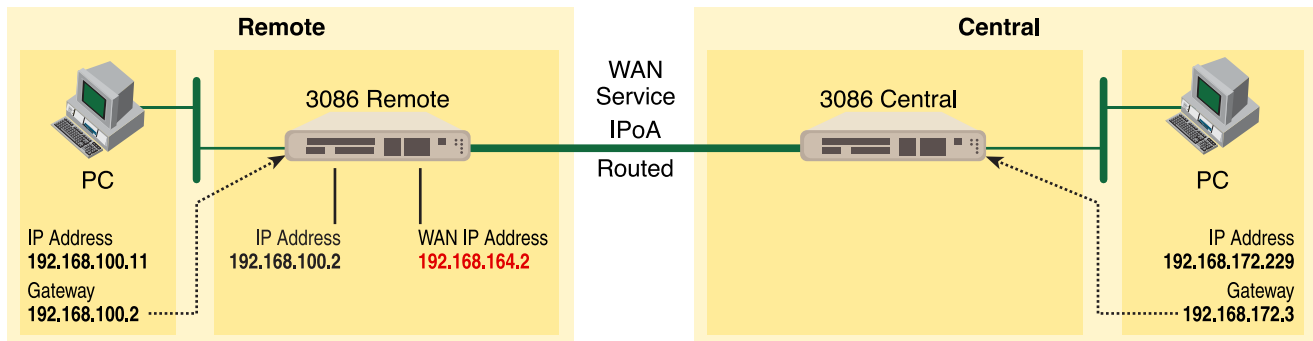 Remote
Central
3086 Remote
WAN
Service
IPoA
Routed
3086 Central
PC
PC
IP Address
192.168.100.11
Gateway
192.168.100.2
IP Address
192.168.100.2
WAN IP Address
192.168.164.2
IP Address
192.168.172.229
Gateway
192.168.172.3